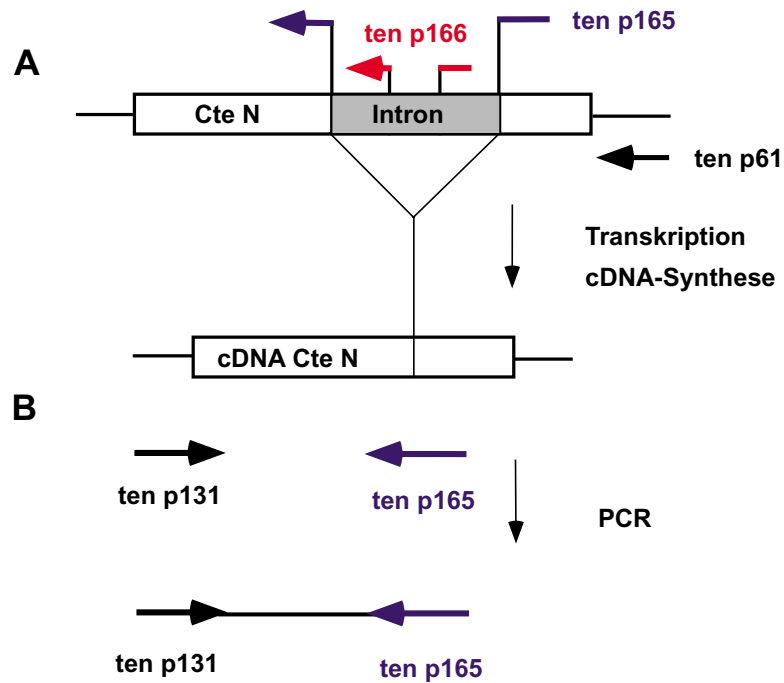 ten p166
ten p165
A
Cte N
Intron
ten p61
Transkription
cDNA-Synthese
cDNA Cte N
B
ten p131
ten p165
PCR
ten p131
ten p165